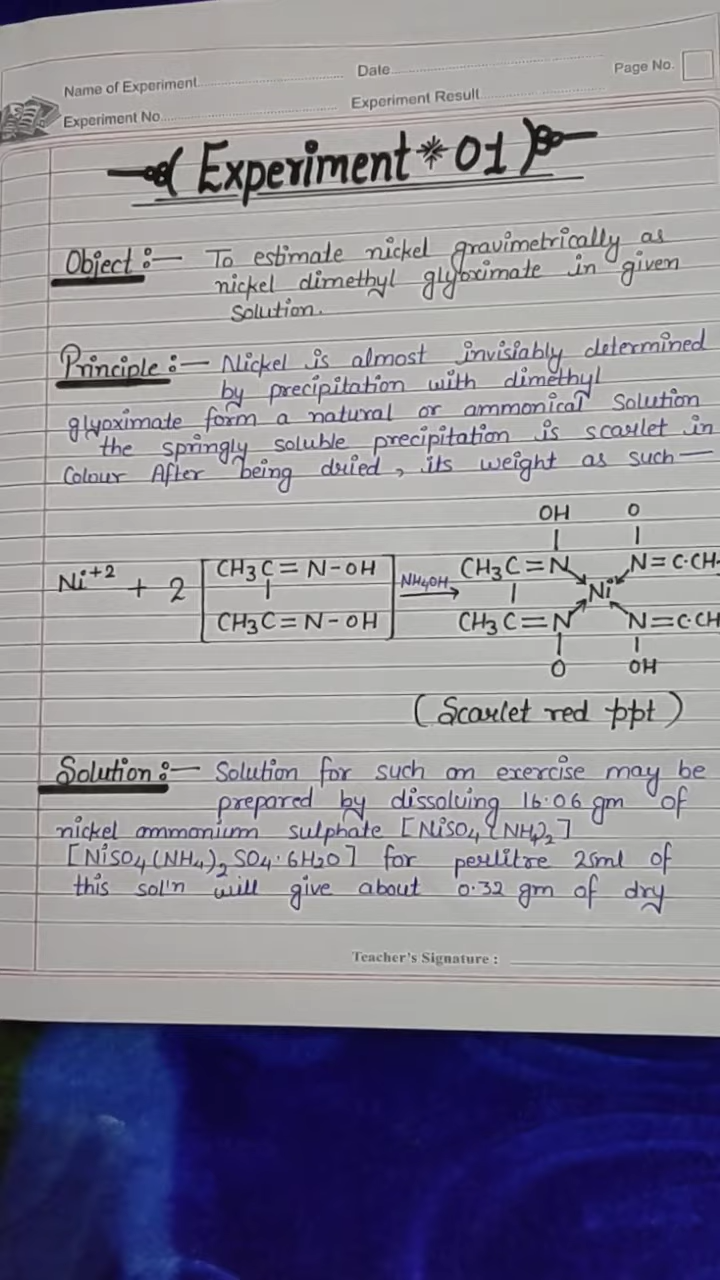 Name of Experiment
Date
Page No.
Experiment No
Experiment Result
Experiment * 01
Object :— To estimate nickel gravimetrically as
nickel dimethyl glyoximate in given
solution.
Principle :— Nickel is almost invisiably determined
by precipitation with dimethyl
glyoximate form a natural or ammonical solution
the springly soluble precipitation is scarlet in
Colour After being dried, its weight as such —
OH O
CH3C=N-OH CH3C=N N=C·CH
Ni+2 + 2 NH4OH Ni
CH3C=N-OH CH3C=N N=C·CH
O OH
(Scarlet red ppt)
Solution :— Solution for such an exercise may be
prepared by dissolving 16.06 gm of
nickel ammonium sulphate [NiSO4(NH4)2]
[NiSO4(NH4)2SO4·6H2O] for perlitre 25ml of
this sol'n will give about 0.32 gm of dry
Teacher's Signature :